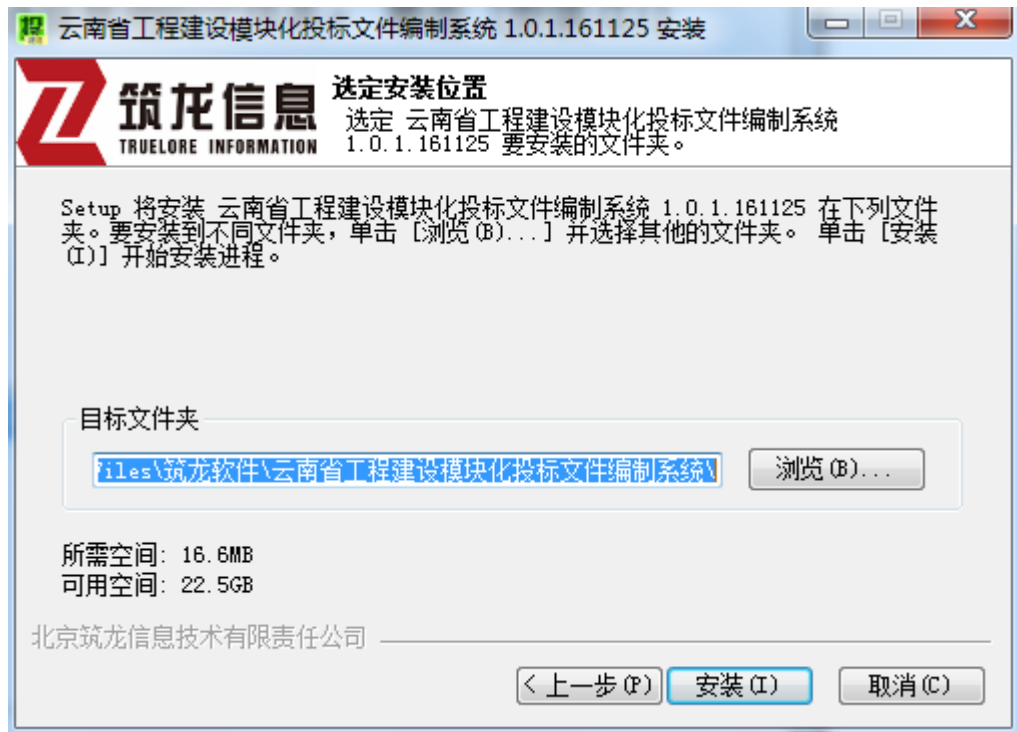 云南省工程建设模块化投标文件编制系统 1.0.1.161125 安装
筑龙信息
TRUELORE INFORMATION
选定安装位置
选定 云南省工程建设模块化投标文件编制系统
1.0.1.161125 要安装的文件夹。
Setup 将安装 云南省工程建设模块化投标文件编制系统 1.0.1.161125 在下列文件
夹。要安装到不同文件夹，单击 [浏览(B)...] 并选择其他的文件夹。 单击 [安装
(I)] 开始安装进程。
目标文件夹
Files\筑龙软件\云南省工程建设模块化投标文件编制系统\
浏览(B)...
所需空间: 16.6MB
可用空间: 22.5GB
北京筑龙信息技术有限责任公司
< 上一步(P)
安装(I)
取消(C)